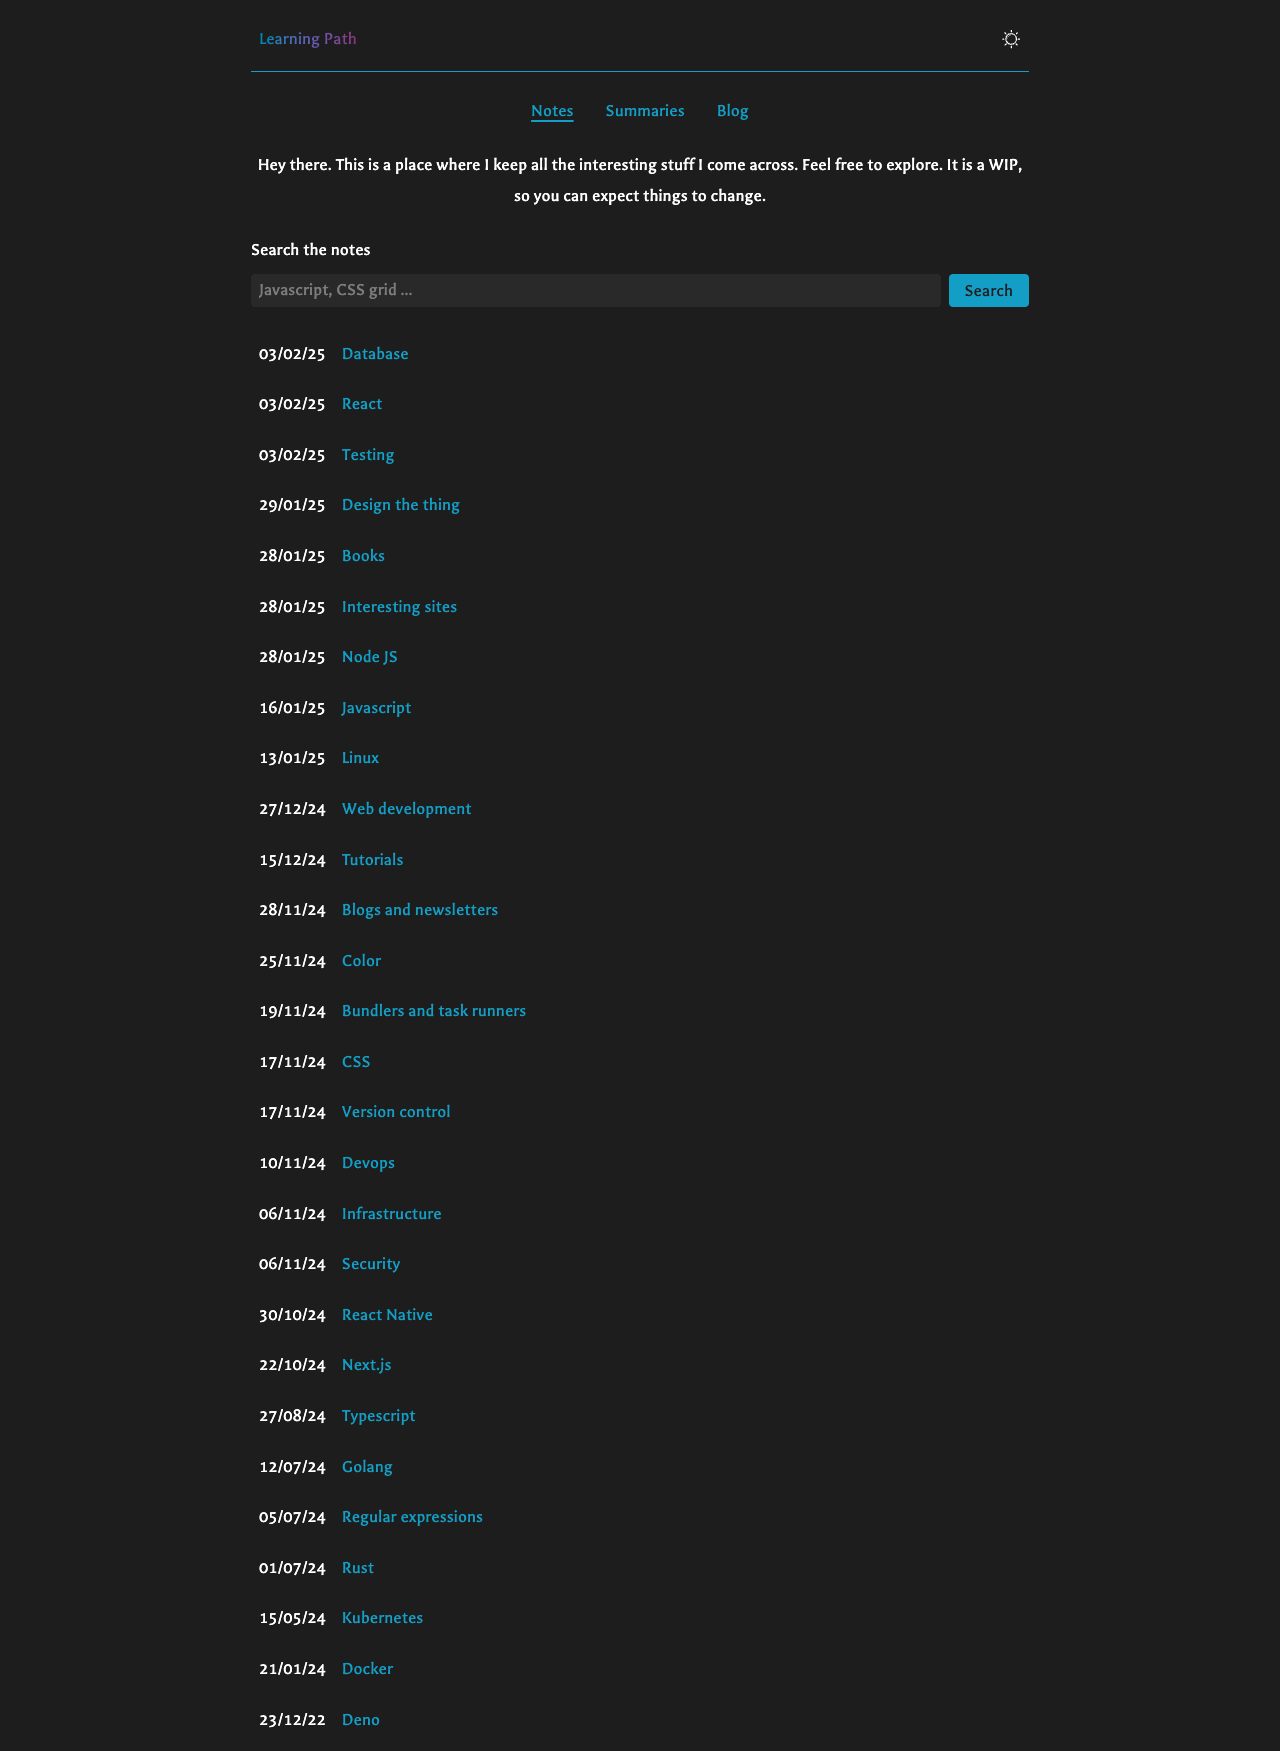 Learning Path
Notes Summaries Blog
Hey there. This is a place where I keep all the interesting stuff I come across. Feel free to explore. It is a WIP,
so you can expect things to change.
Search the notes
Javascript, CSS grid ... Search
03/02/25 Database
03/02/25 React
03/02/25 Testing
29/01/25 Design the thing
28/01/25 Books
28/01/25 Interesting sites
28/01/25 Node JS
16/01/25 Javascript
13/01/25 Linux
27/12/24 Web development
15/12/24 Tutorials
28/11/24 Blogs and newsletters
25/11/24 Color
19/11/24 Bundlers and task runners
17/11/24 CSS
17/11/24 Version control
10/11/24 Devops
06/11/24 Infrastructure
06/11/24 Security
30/10/24 React Native
22/10/24 Next.js
27/08/24 Typescript
12/07/24 Golang
05/07/24 Regular expressions
01/07/24 Rust
15/05/24 Kubernetes
21/01/24 Docker
23/12/22 Deno